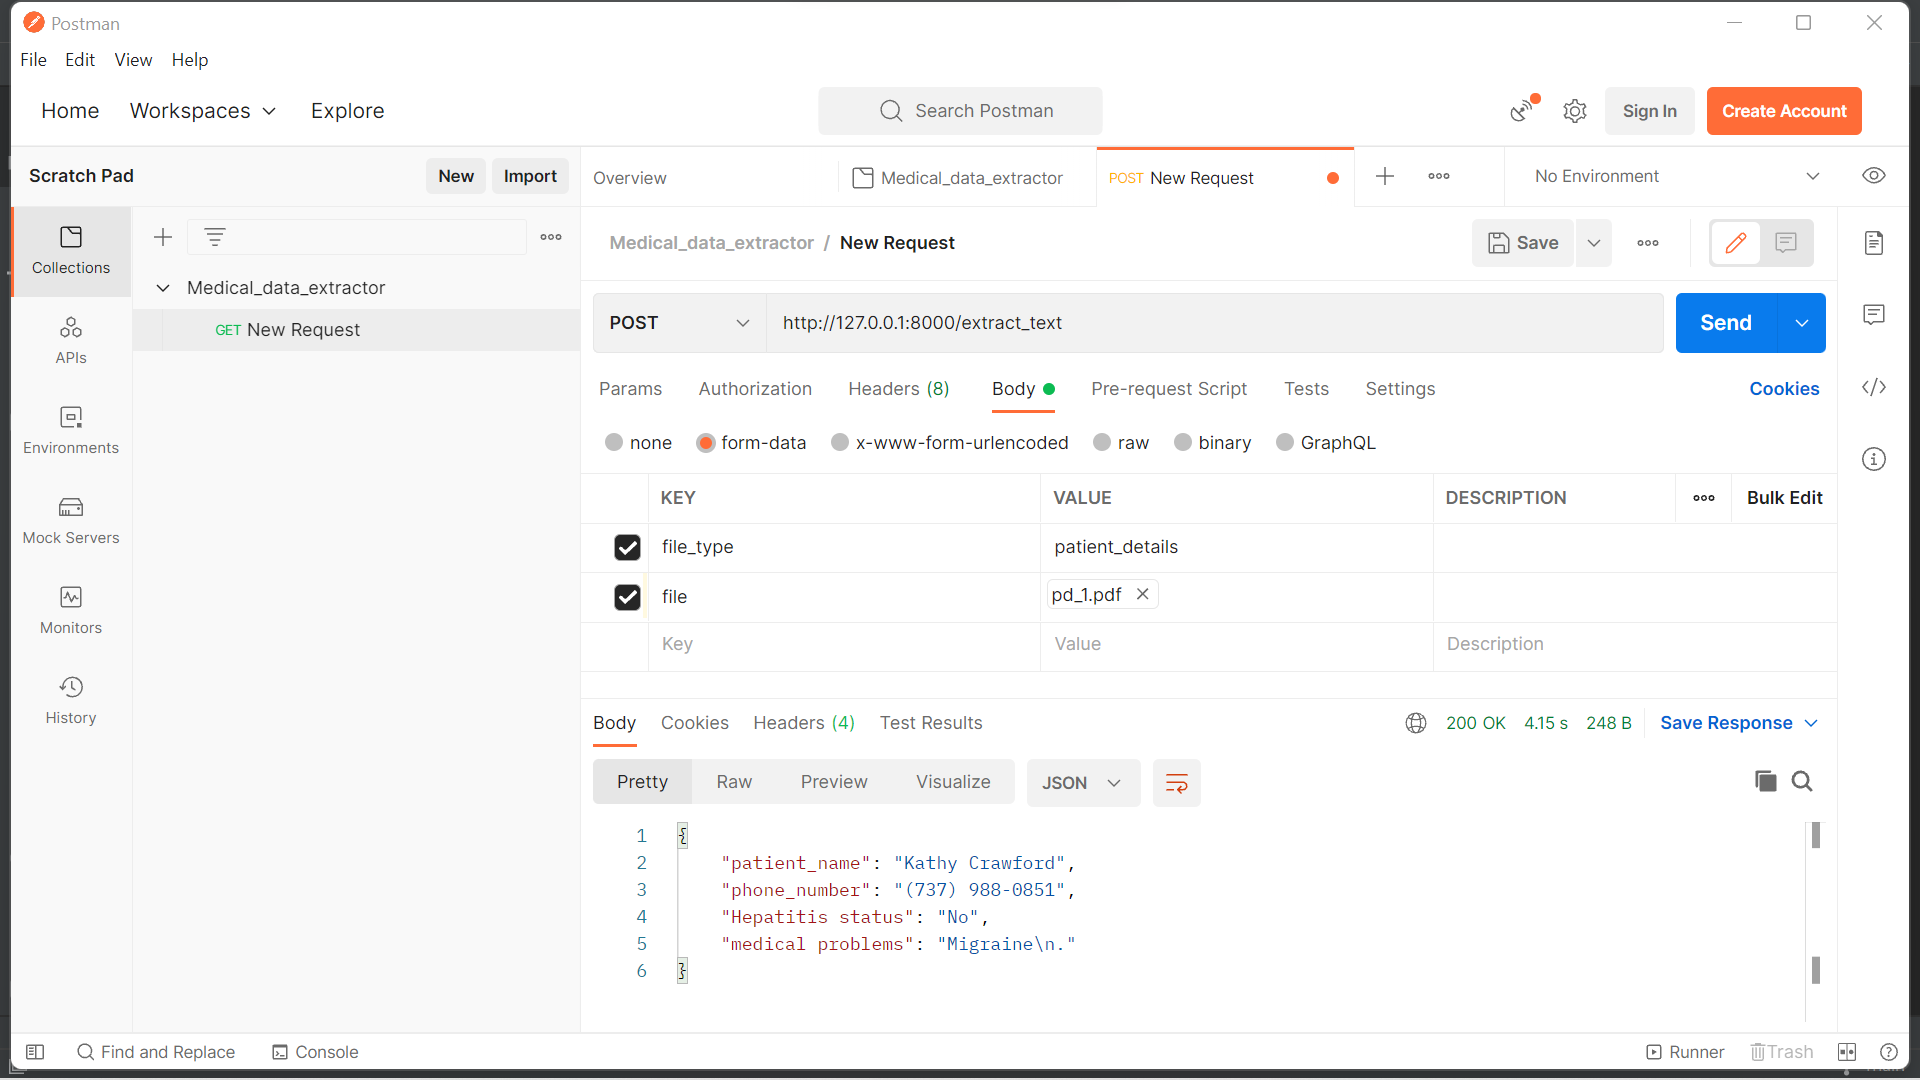 Postman
File Edit View Help
Home Workspaces Explore Search Postman Sign In Create Account
Scratch Pad New Import Overview Medical_data_extractor POST New Request No Environment
Collections
Medical_data_extractor / New Request Save
Medical_data_extractor
GET New Request
POST http://127.0.0.1:8000/extract_text Send
APIs
Params Authorization Headers (8) Body Pre-request Script Tests Settings Cookies
Environments
none form-data x-www-form-urlencoded raw binary GraphQL
KEY VALUE DESCRIPTION Bulk Edit
Mock Servers
file_type patient_details
file pd_1.pdf
Monitors
Key Value Description
History
Body Cookies Headers (4) Test Results 200 OK 4.15 s 248 B Save Response
Pretty Raw Preview Visualize JSON
1 {
2 "patient_name": "Kathy Crawford",
3 "phone_number": "(737) 988-0851",
4 "Hepatitis status": "No",
5 "medical problems": "Migraine\n."
6 }
Find and Replace Console Runner Trash